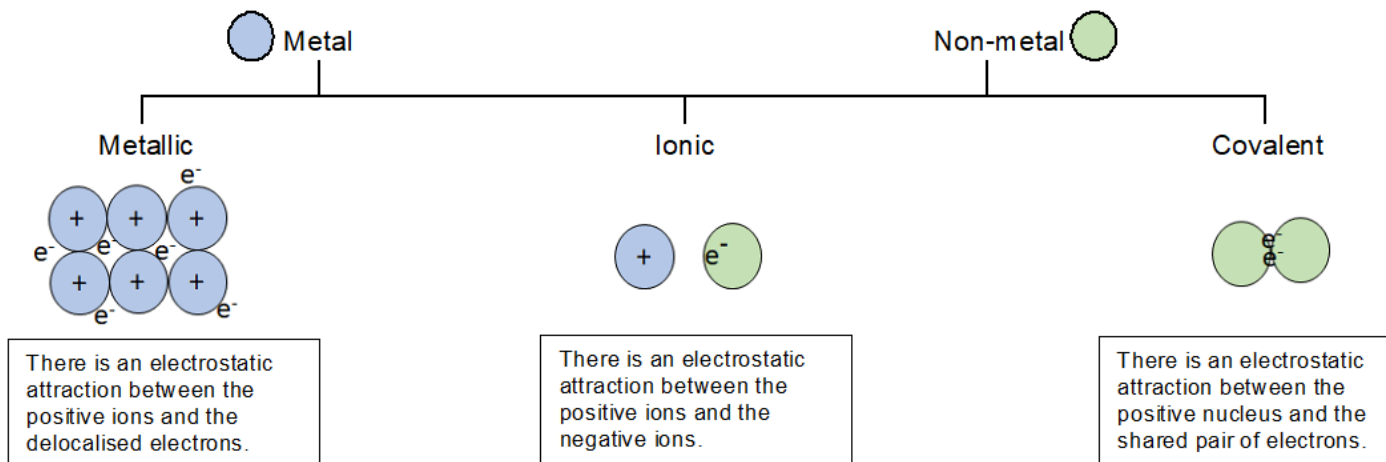 Metal
Non-metal
Metallic
Ionic
Covalent
e⁻
+ + +
e⁻ e⁻ e⁻
+ + +
e⁻ e⁻
+ e⁻
e⁻
e⁻
There is an electrostatic
attraction between the
positive ions and the
delocalised electrons.
There is an electrostatic
attraction between the
positive ions and the
negative ions.
There is an electrostatic
attraction between the
positive nucleus and the
shared pair of electrons.